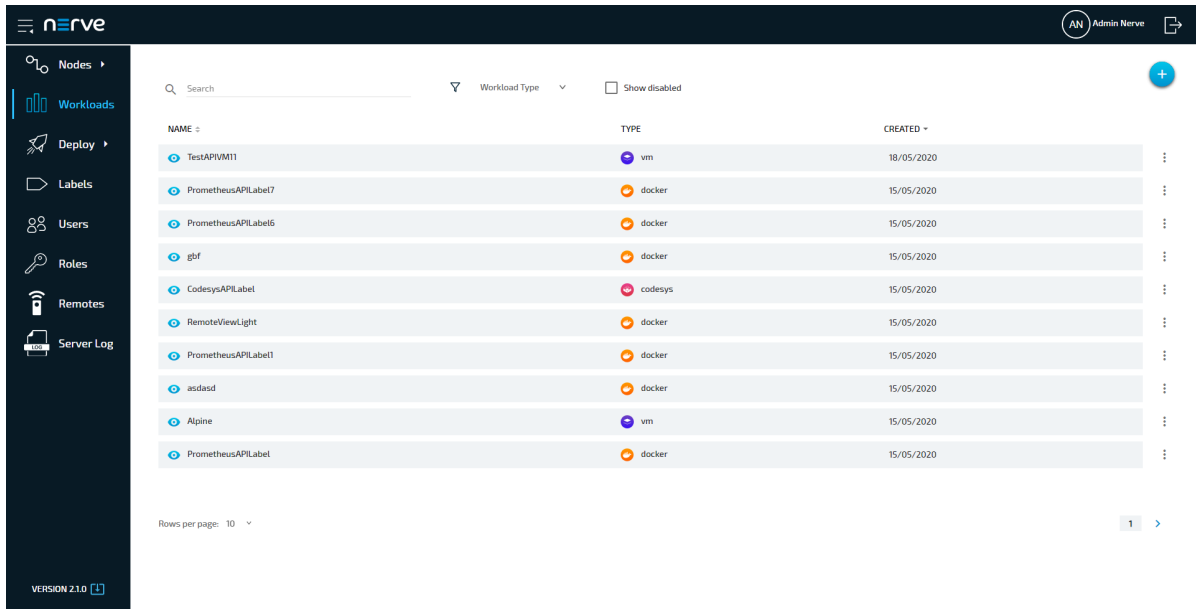 nerve
AN Admin Nerve
Nodes
Workloads
Deploy
Labels
Users
Roles
Remotes
LOG Server Log
VERSION 2.1.0
Search Workload Type Show disabled
+
NAME TYPE CREATED
TestAPIVM11 vm 18/05/2020
PrometheusAPILabel7 docker 15/05/2020
PrometheusAPILabel6 docker 15/05/2020
gbf docker 15/05/2020
CodesysAPILabel codesys 15/05/2020
RemoteViewLight docker 15/05/2020
PrometheusAPILabel1 docker 15/05/2020
asdasd docker 15/05/2020
Alpine vm 15/05/2020
PrometheusAPILabel docker 15/05/2020
Rows per page: 10 1